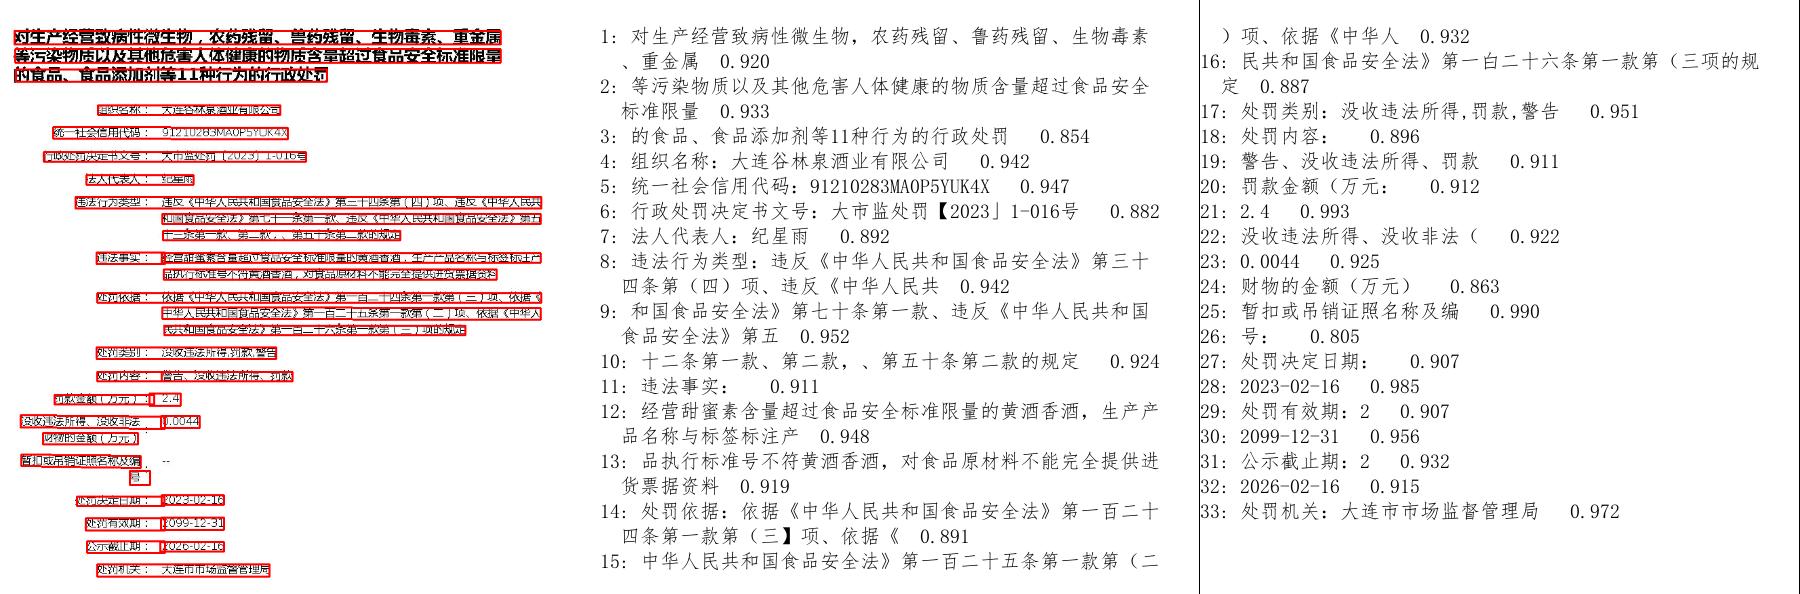 对生产经营致病性微生物，农药残留、兽药残留、生物毒素、重金属
等污染物质以及其他危害人体健康的物质含量超过食品安全标准限量
的食品、食品添加剂等11种行为的行政处罚
组织名称： 大连谷林泉酒业有限公司
统一社会信用代码： 91210283MA0P5YUK4X
行政处罚决定书文号： 大市监处罚〔2023〕1-016号
法人代表人： 纪星雨
违法行为类型： 违反《中华人民共和国食品安全法》第三十四条第（四）项、违反《中华人民共
和国食品安全法》第七十一条第一款、违反《中华人民共和国食品安全法》第五
十三条第一款、第二款，、第五十条第二款的规定
违法事实： 经营甜蜜素含量超过食品安全标准限量的黄酒香酒，生产产品名称与标签标注产
品执行标准号不符黄酒香酒，对食品原材料不能完全提供进货票据资料
处罚依据： 依据《中华人民共和国食品安全法》第一百二十四条第一款第（三）项、依据《
中华人民共和国食品安全法》第一百二十五条第一款第（二）项、依据《中华人
民共和国食品安全法》第一百二十六条第一款第（三）项的规定
处罚类别： 没收违法所得,罚款,警告
处罚内容： 警告、没收违法所得、罚款
罚款金额（万元）： 2.4
没收违法所得、没收非法 0.0044
财物的金额（万元）
暂扣或吊销证照名称及编 --
号：
处罚决定日期： 2023-02-16
处罚有效期： 2099-12-31
公示截止期： 2026-02-16
处罚机关： 大连市市场监督管理局
1: 对生产经营致病性微生物，农药残留、鲁药残留、生物毒素
、重金属 0.920
2: 等污染物质以及其他危害人体健康的物质含量超过食品安全
标准限量 0.933
3: 的食品、食品添加剂等11种行为的行政处罚 0.854
4: 组织名称: 大连谷林泉酒业有限公司 0.942
5: 统一社会信用代码: 91210283MA0P5YUK4X 0.947
6: 行政处罚决定书文号: 大市监处罚【2023」1-016号 0.882
7: 法人代表人: 纪星雨 0.892
8: 违法行为类型: 违反《中华人民共和国食品安全法》第三十
四条第（四）项、违反《中华人民共 0.942
9: 和国食品安全法》第七十条第一款、违反《中华人民共和国
食品安全法》第五 0.952
10: 十二条第一款、第二款,、第五十条第二款的规定 0.924
11: 违法事实: 0.911
12: 经营甜蜜素含量超过食品安全标准限量的黄酒香酒，生产产
品名称与标签标注产 0.948
13: 品执行标准号不符黄酒香酒，对食品原材料不能完全提供进
货票据资料 0.919
14: 处罚依据: 依据《中华人民共和国食品安全法》第一百二十
四条第一款第（三】项、依据《 0.891
15: 中华人民共和国食品安全法》第一百二十五条第一款第（二
）项、依据《中华人 0.932
16: 民共和国食品安全法》第一白二十六条第一款第（三项的规
定 0.887
17: 处罚类别: 没收违法所得,罚款,警告 0.951
18: 处罚内容: 0.896
19: 警告、没收违法所得、罚款 0.911
20: 罚款金额（万元: 0.912
21: 2.4 0.993
22: 没收违法所得、没收非法（ 0.922
23: 0.0044 0.925
24: 财物的金额（万元） 0.863
25: 暂扣或吊销证照名称及编 0.990
26: 号: 0.805
27: 处罚决定日期: 0.907
28: 2023-02-16 0.985
29: 处罚有效期: 2 0.907
30: 2099-12-31 0.956
31: 公示截止期: 2 0.932
32: 2026-02-16 0.915
33: 处罚机关: 大连市市场监督管理局 0.972